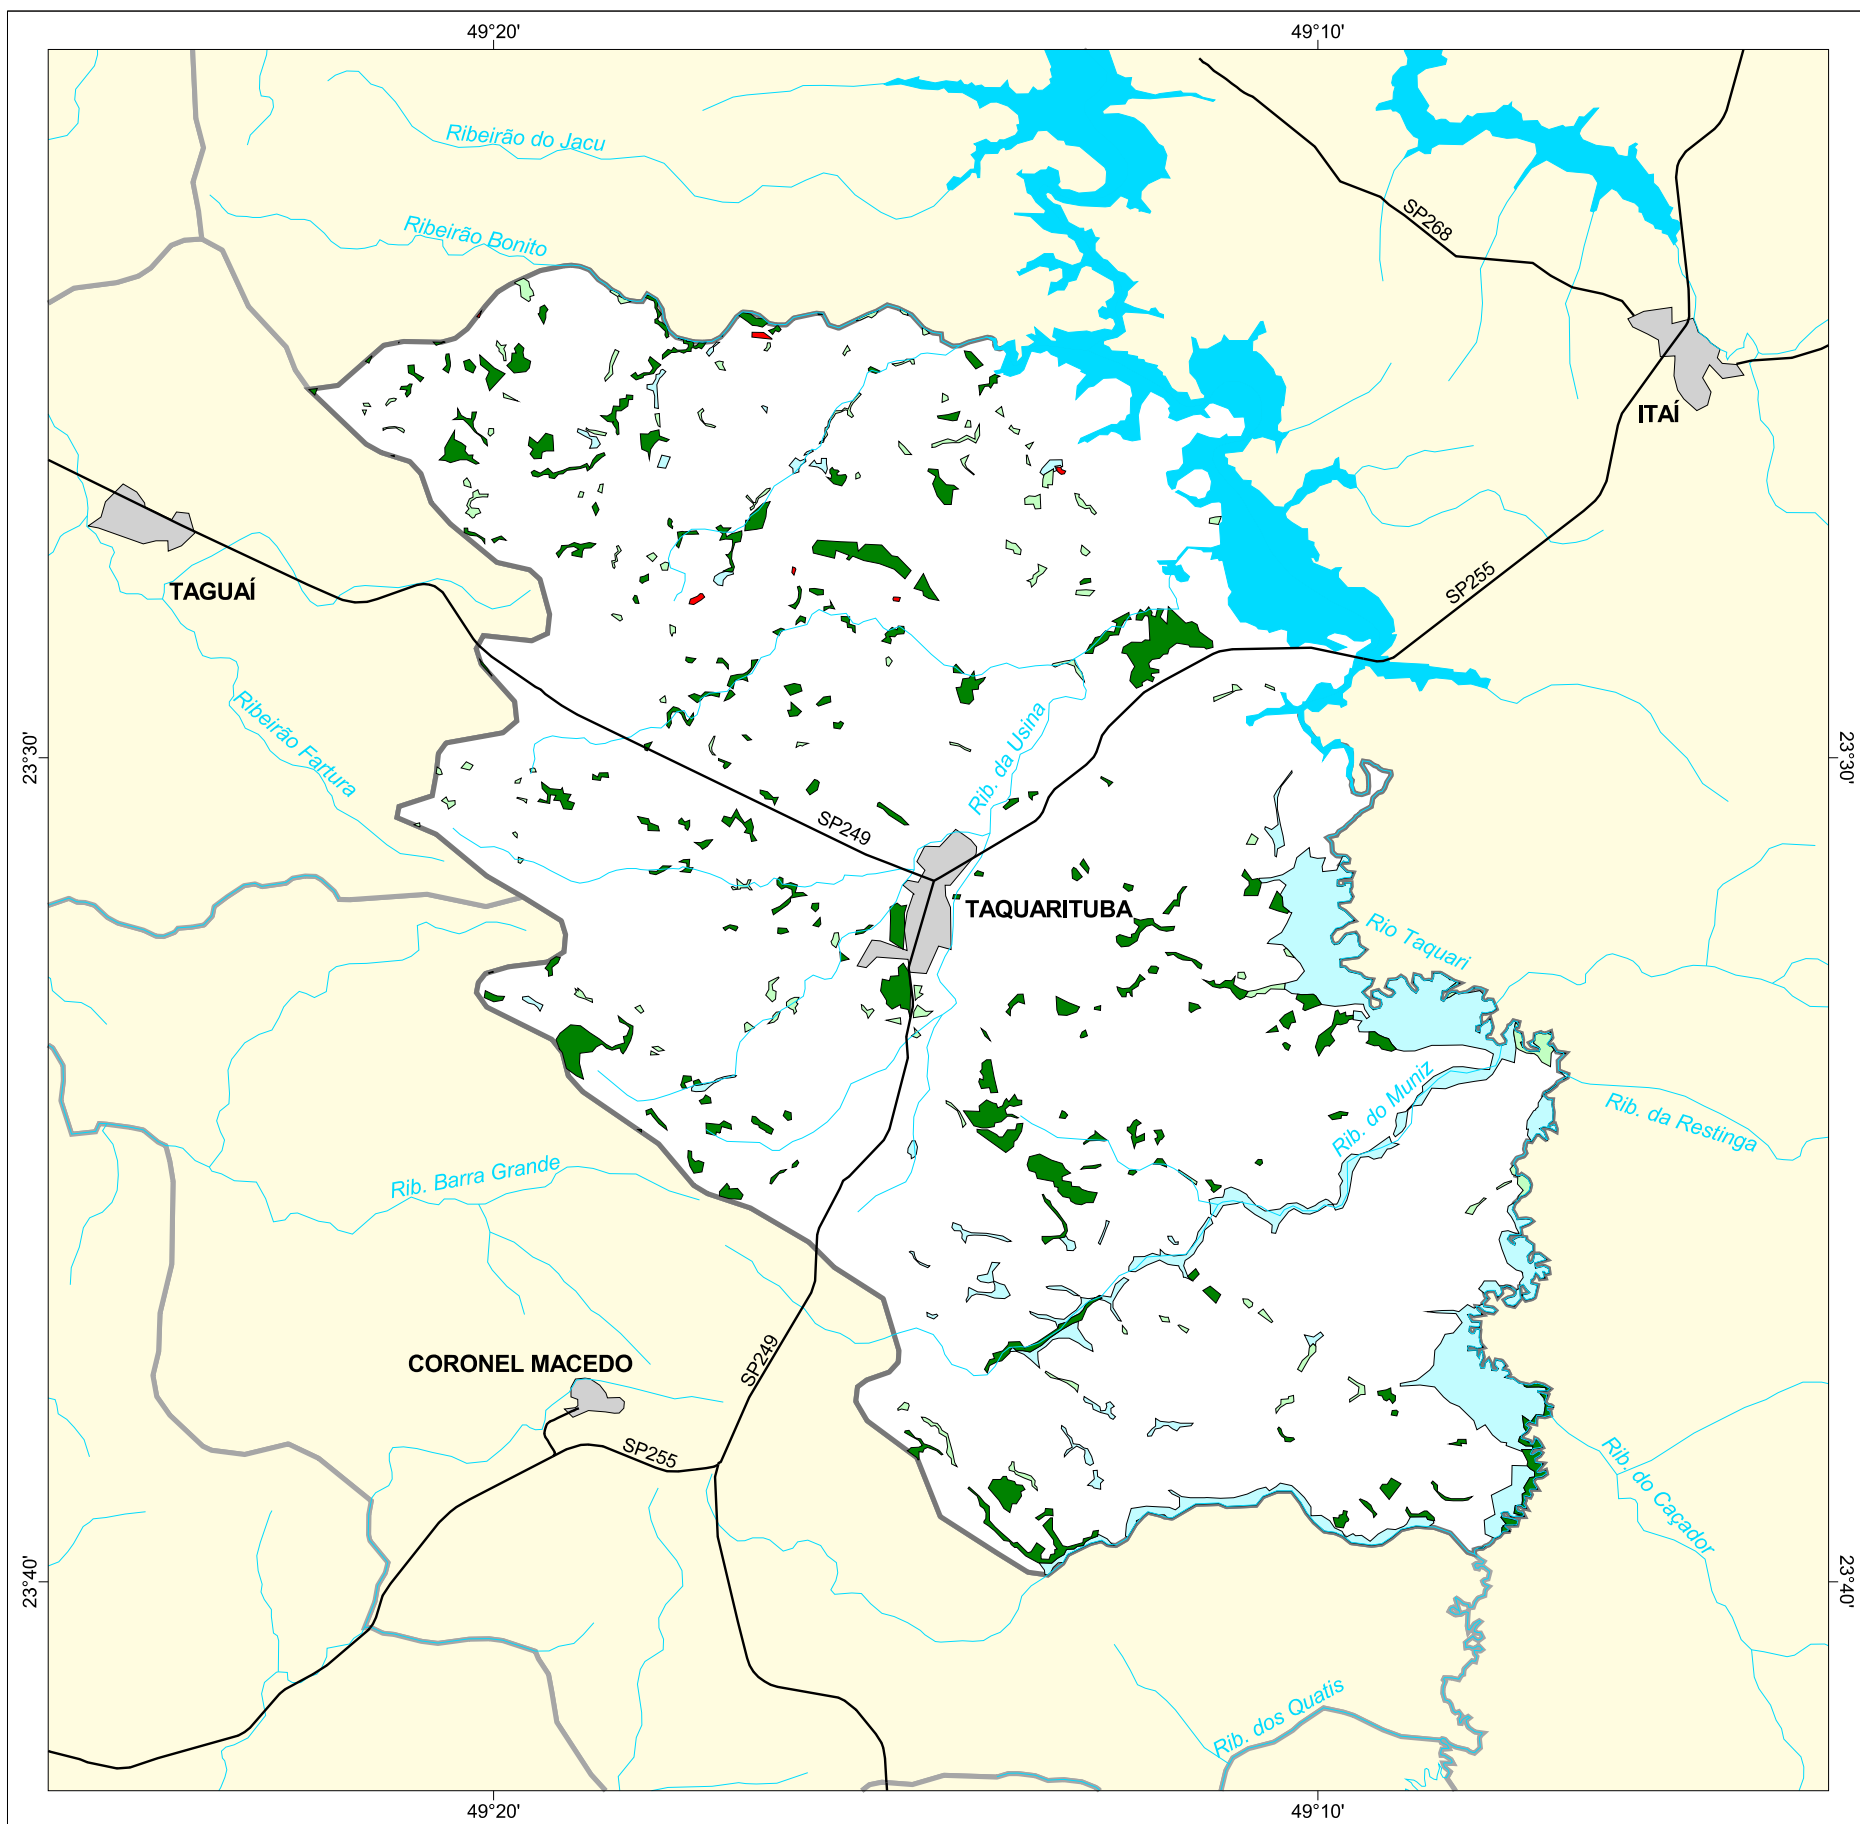 49°20'
49°10'
Ribeirão do Jacu
Ribeirão Bonito
SP268
ITAÍ
TAGUAÍ
SP255
Ribeirão Fartura
Rib. da Usina
23°30'
23°30'
SP249
TAQUARITUBA
Rio Taquari
Rib. do Muniz
Rib. da Restinga
Rib. Barra Grande
CORONEL MACEDO
SP249
SP255
Rib. do Caçador
23°40'
23°40'
Rib. dos Quatis
49°20'
49°10'